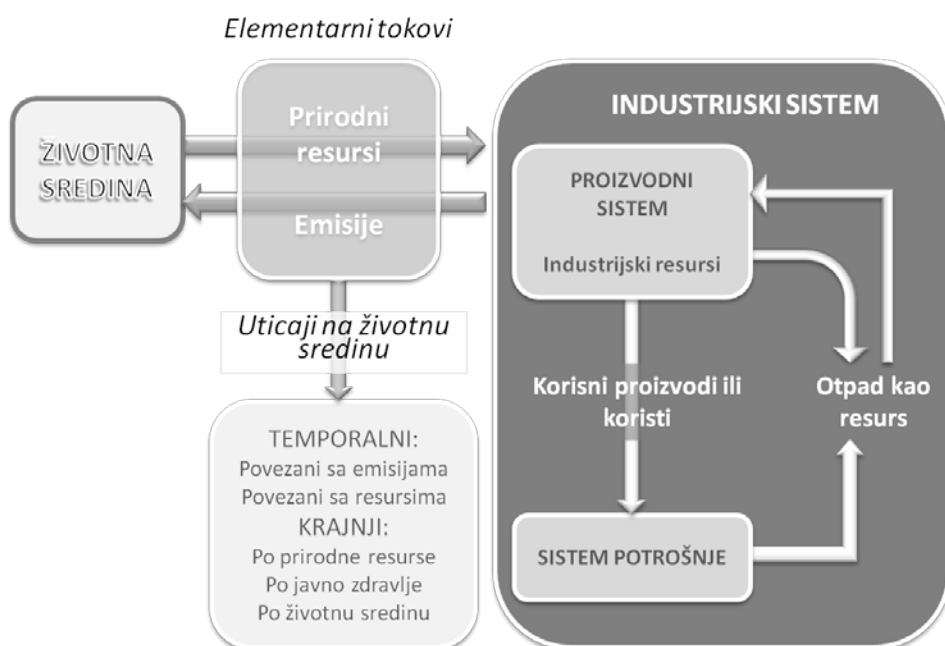 Elementarni tokovi
ŽIVOTNA
SREDINA
Prirodni
resursi
Emisije
Uticaji na životnu
sredinu
TEMPORALNI:
Povezani sa emisijama
Povezani sa resursima
KRAJNJI:
Po prirodne resurse
Po javno zdravlje
Po životnu sredinu
INDUSTRIJSKI SISTEM
PROIZVODNI
SISTEM
Industrijski resursi
Korisni proizvodi ili
koristi
Otpad kao
resurs
SISTEM POTROŠNJE